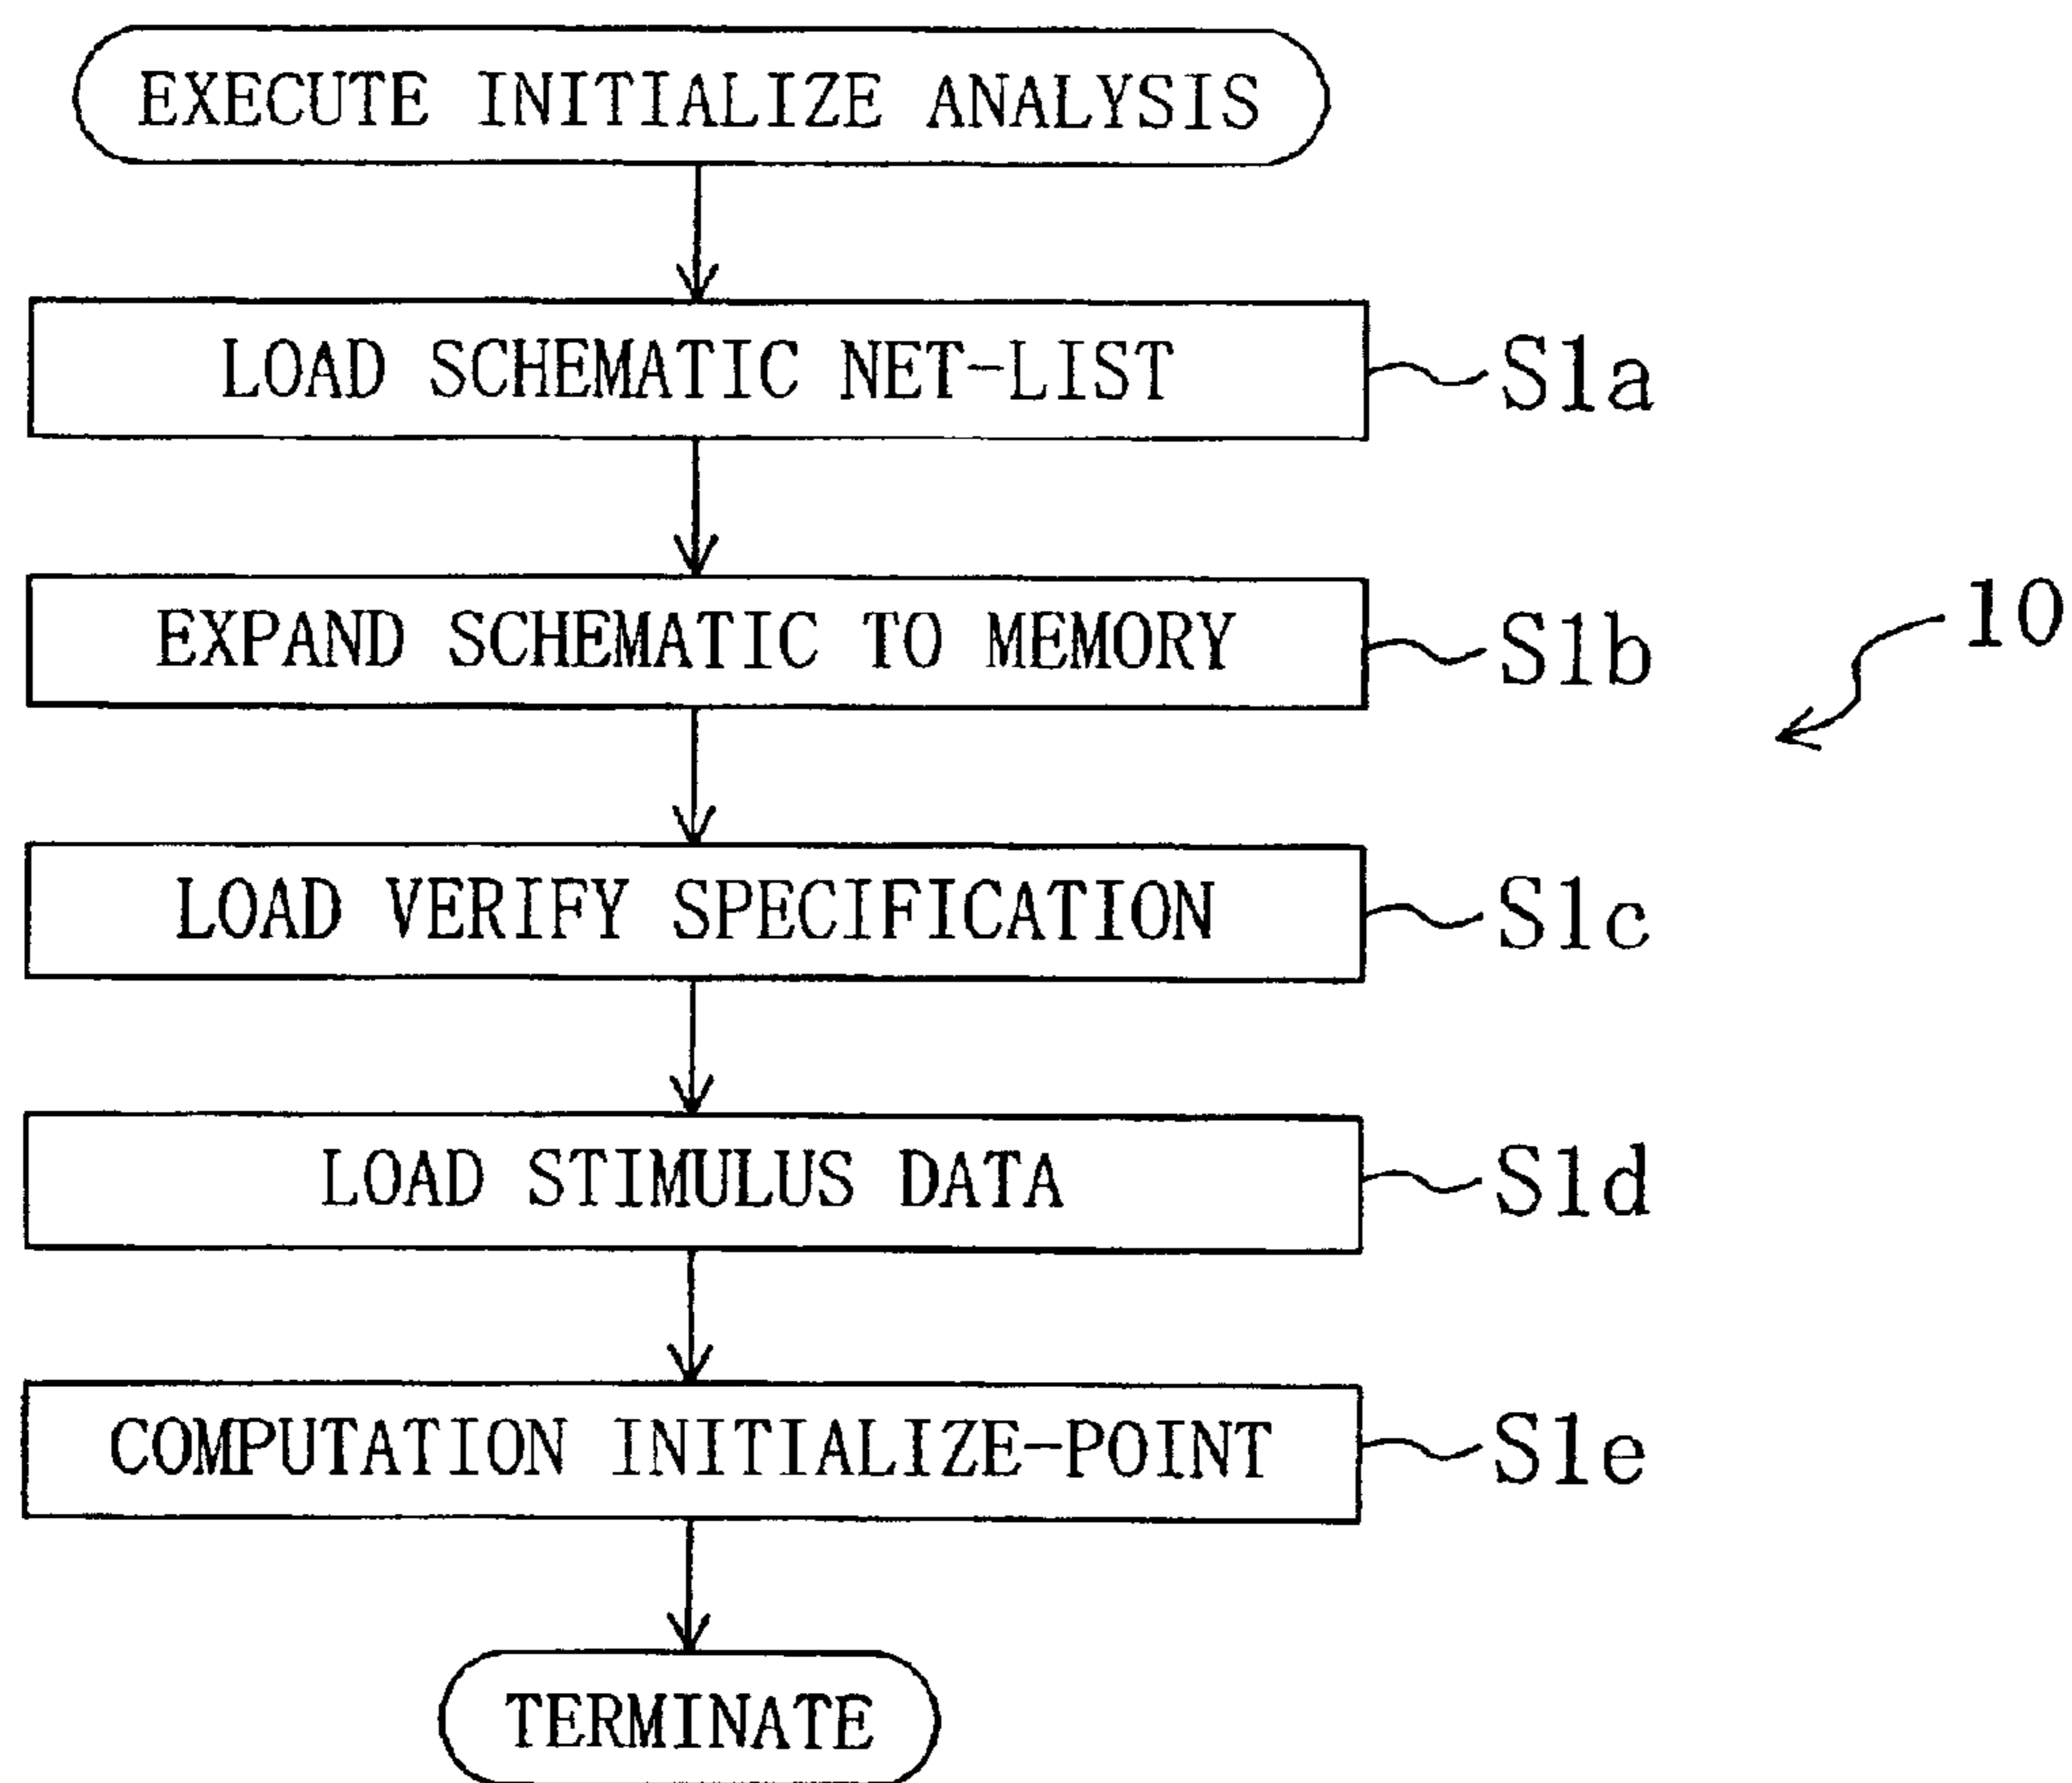 EXECUTE INITIALIZE ANALYSIS
LOAD SCHEMATIC NET-LIST
S1a
EXPAND SCHEMATIC TO MEMORY
S1b
10
LOAD VERIFY SPECIFICATION
S1c
LOAD STIMULUS DATA
S1d
COMPUTATION INITIALIZE-POINT
S1e
TERMINATE